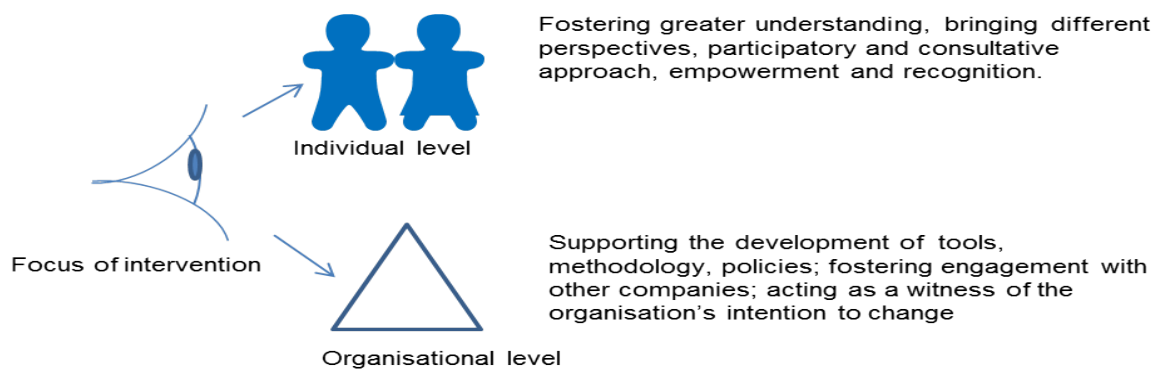 Fostering greater understanding, bringing different
perspectives, participatory and consultative
approach, empowerment and recognition.
Individual level
Focus of intervention
Supporting the development of tools,
methodology, policies; fostering engagement with
other companies; acting as a witness of the
organisation's intention to change
Organisational level